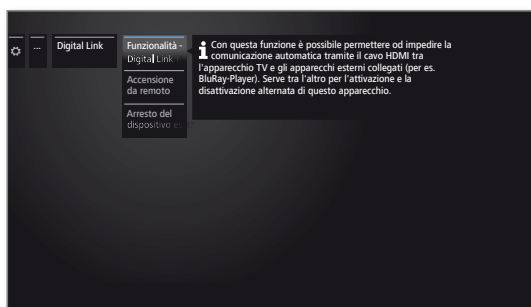 ...
Digital Link
Funzionalità -
Digital Link
Accensione
da remoto
Arresto del
dispositivo es
Con questa funzione è possibile permettere od impedire la
comunicazione automatica tramite il cavo HDMI tra
l'apparecchio TV e gli apparecchi esterni collegati (per es.
BluRay-Player). Serve tra l'altro per l'attivazione e la
disattivazione alternata di questo apparecchio.